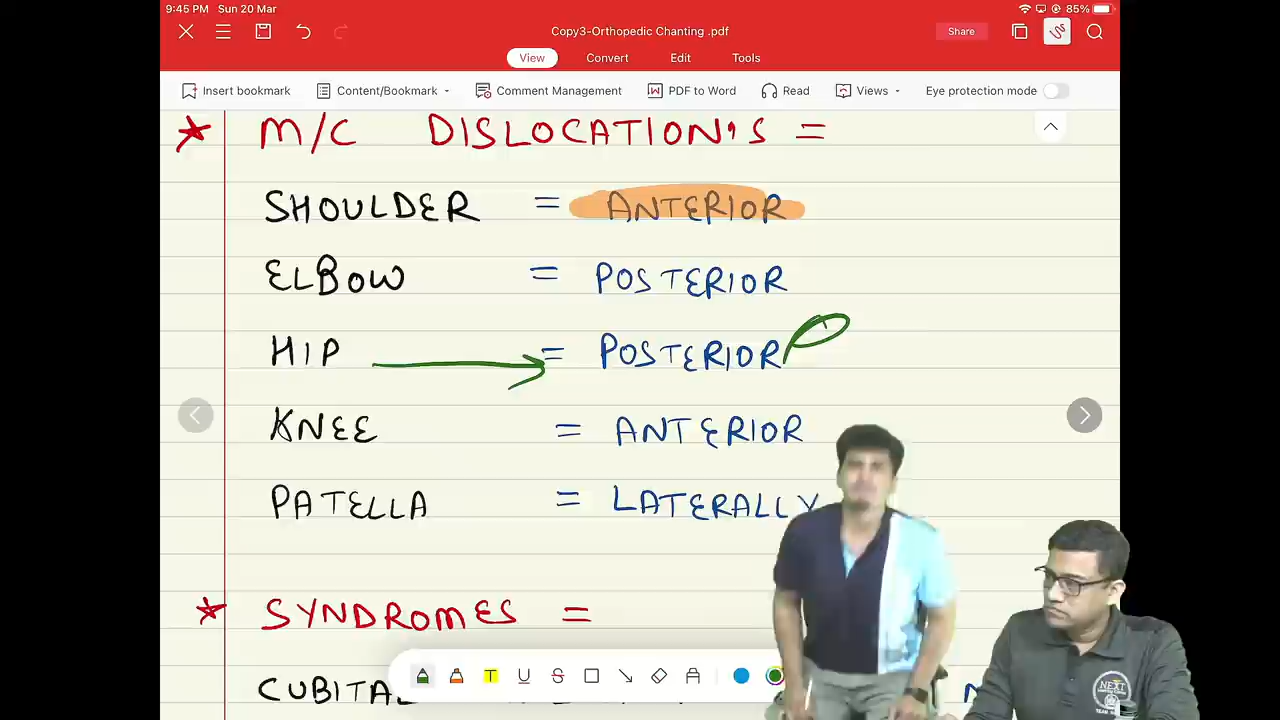 9:45 PM Sun 20 Mar 85%
Copy3-Orthopedic Chanting .pdf
Share
View Convert Edit Tools
Insert bookmark Content/Bookmark Comment Management PDF to Word Read Views Eye protection mode
M/C DISLOCATION'S =
SHOULDER = ANTERIOR
ELBOW = POSTERIOR
HIP = POSTERIOR
KNEE = ANTERIOR
PATELLA = LATERALLY
SYNDROMES =
T U S
NEXT